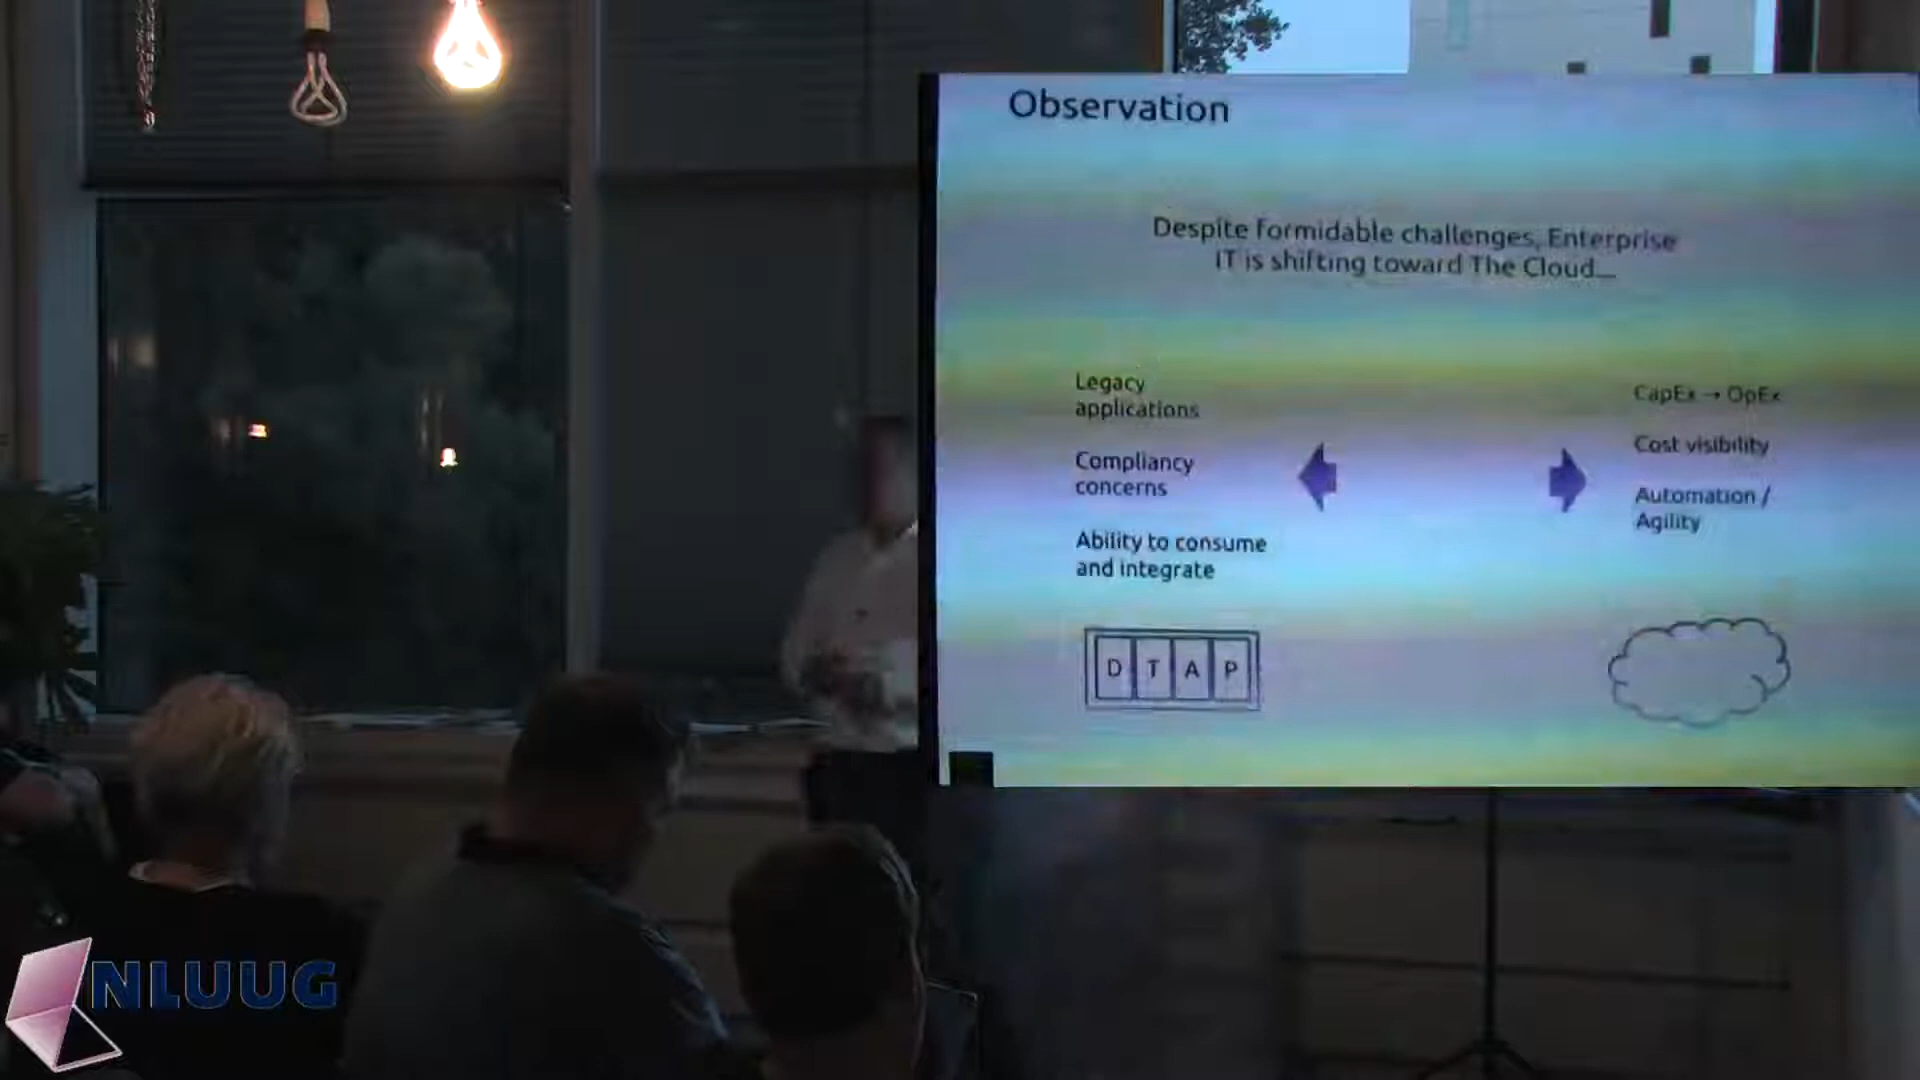 Observation
Despite formidable challenges, Enterprise
IT is shifting toward The Cloud...
Legacy
applications
Compliancy
concerns
Ability to consume
and integrate
D T A P
CapEx → OpEx
Cost visibility
Automation /
Agility
NLUUG